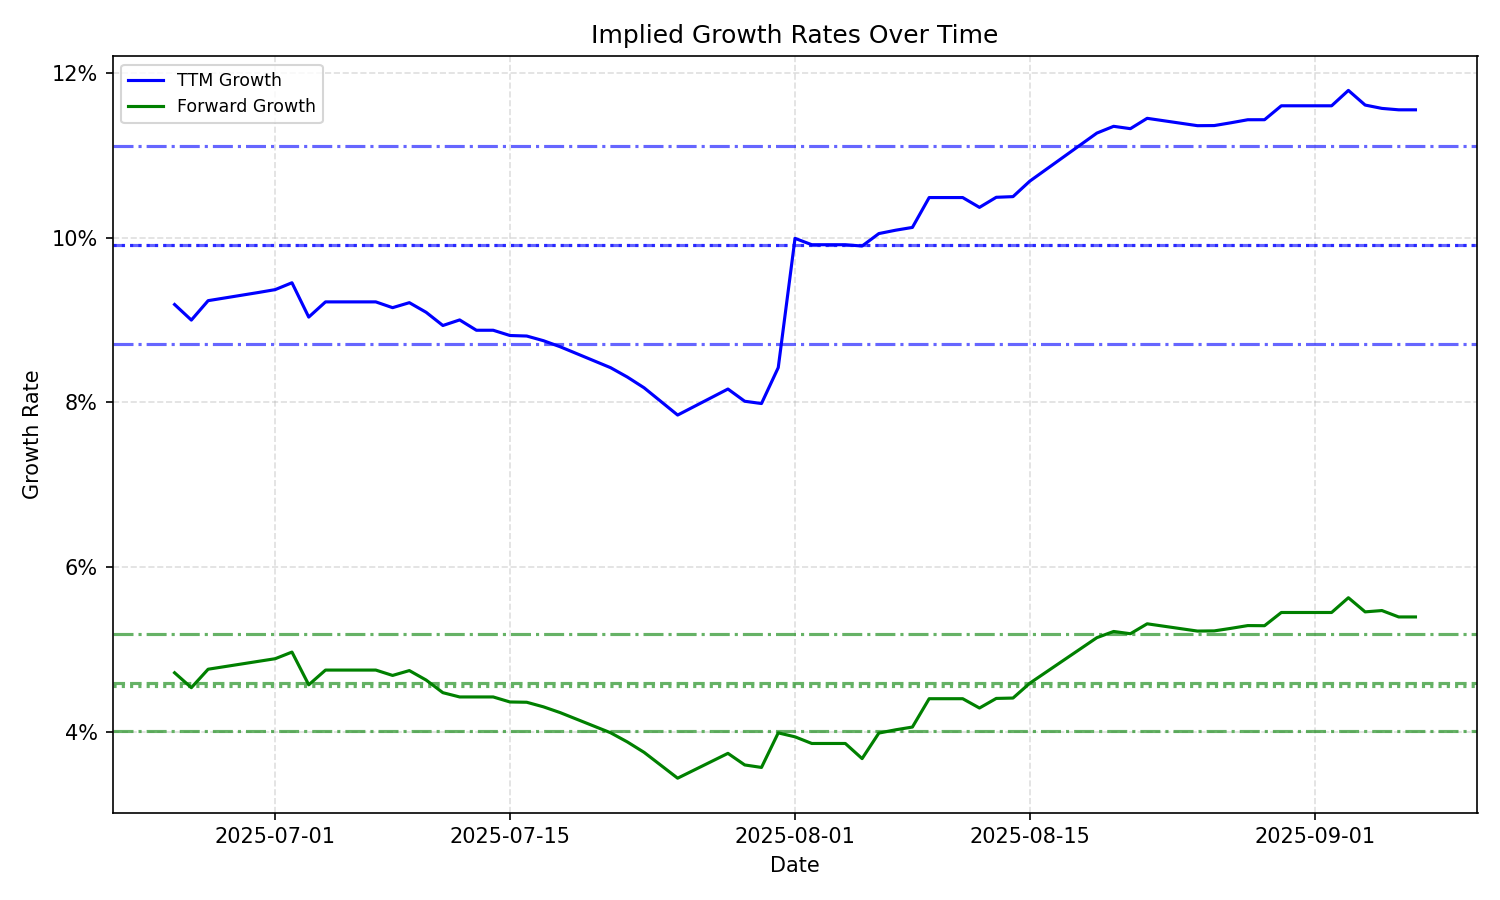 Implied Growth Rates Over Time
TTM Growth
Forward Growth
12%
10%
8%
6%
4%
Growth Rate
2025-07-01
2025-07-15
2025-08-01
2025-08-15
2025-09-01
Date